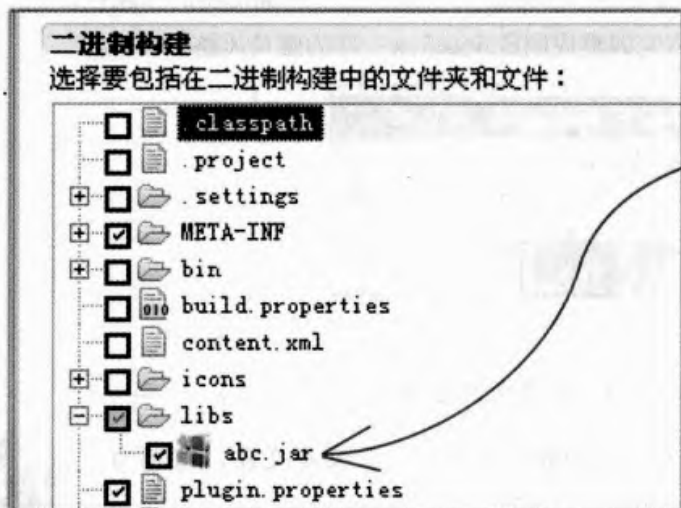 二进制构建
选择要包括在二进制构建中的文件夹和文件：
.classpath
.project
.settings
META-INF
bin
build.properties
content.xml
icons
libs
abc.jar
plugin.properties